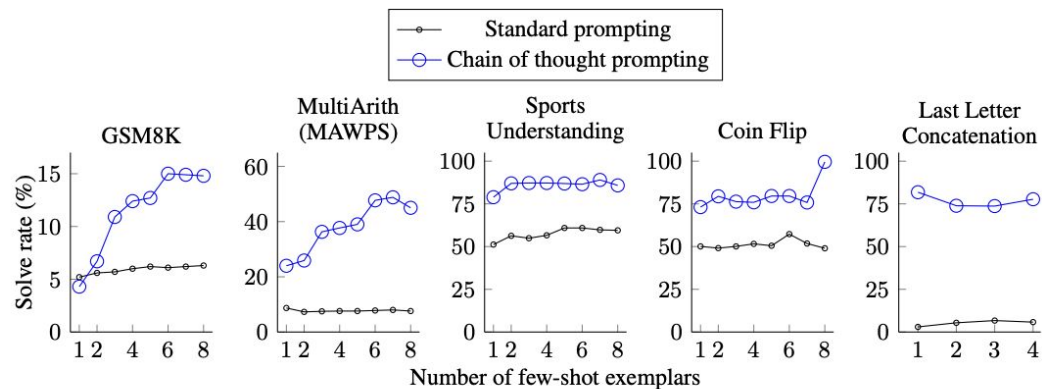 Standard prompting
Chain of thought prompting
GSM8K
MultiArith
(MAWPS)
Sports
Understanding
Coin Flip
Last Letter
Concatenation
Solve rate (%)
15
10
5
0
1 2 4 6 8
60
40
20
0
1 2 4 6 8
100
75
50
25
0
1 2 4 6 8
100
75
50
25
0
1 2 4 6 8
100
75
50
25
0
1 2 3 4
Number of few-shot exemplars